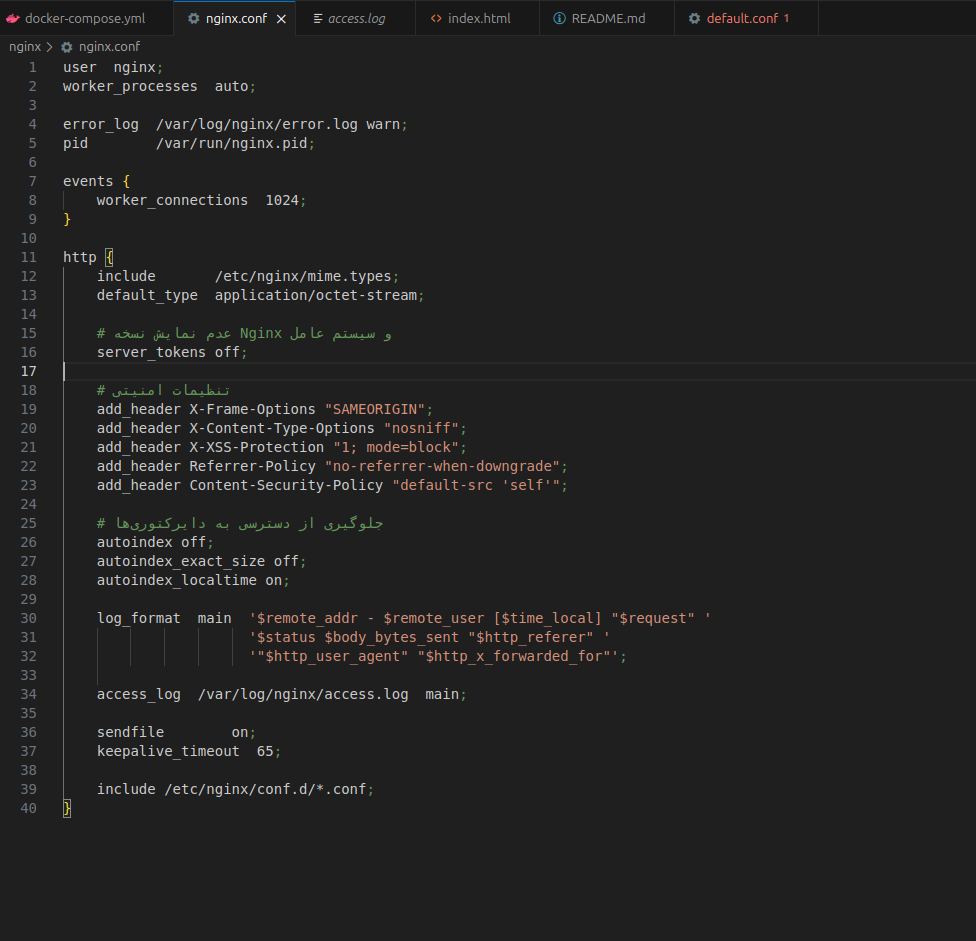 docker-compose.yml nginx.conf × access.log <> index.html README.md default.conf 1
nginx > nginx.conf
1 user  nginx;
2 worker_processes  auto;
3
4 error_log  /var/log/nginx/error.log warn;
5 pid        /var/run/nginx.pid;
6
7 events {
8     worker_connections  1024;
9 }
10
11 http {
12     include       /etc/nginx/mime.types;
13     default_type  application/octet-stream;
14
15     # عدم نمایش نسخه Nginx و سیستم عامل
16     server_tokens off;
17
18     # تنظیمات امنیتی
19     add_header X-Frame-Options "SAMEORIGIN";
20     add_header X-Content-Type-Options "nosniff";
21     add_header X-XSS-Protection "1; mode=block";
22     add_header Referrer-Policy "no-referrer-when-downgrade";
23     add_header Content-Security-Policy "default-src 'self'";
24
25     # جلوگیری از دسترسی به دایرکتوری‌ها
26     autoindex off;
27     autoindex_exact_size off;
28     autoindex_localtime on;
29
30     log_format  main  '$remote_addr - $remote_user [$time_local] "$request" '
31                       '$status $body_bytes_sent "$http_referer" '
32                       '"$http_user_agent" "$http_x_forwarded_for"';
33
34     access_log  /var/log/nginx/access.log  main;
35
36     sendfile        on;
37     keepalive_timeout  65;
38
39     include /etc/nginx/conf.d/*.conf;
40 }